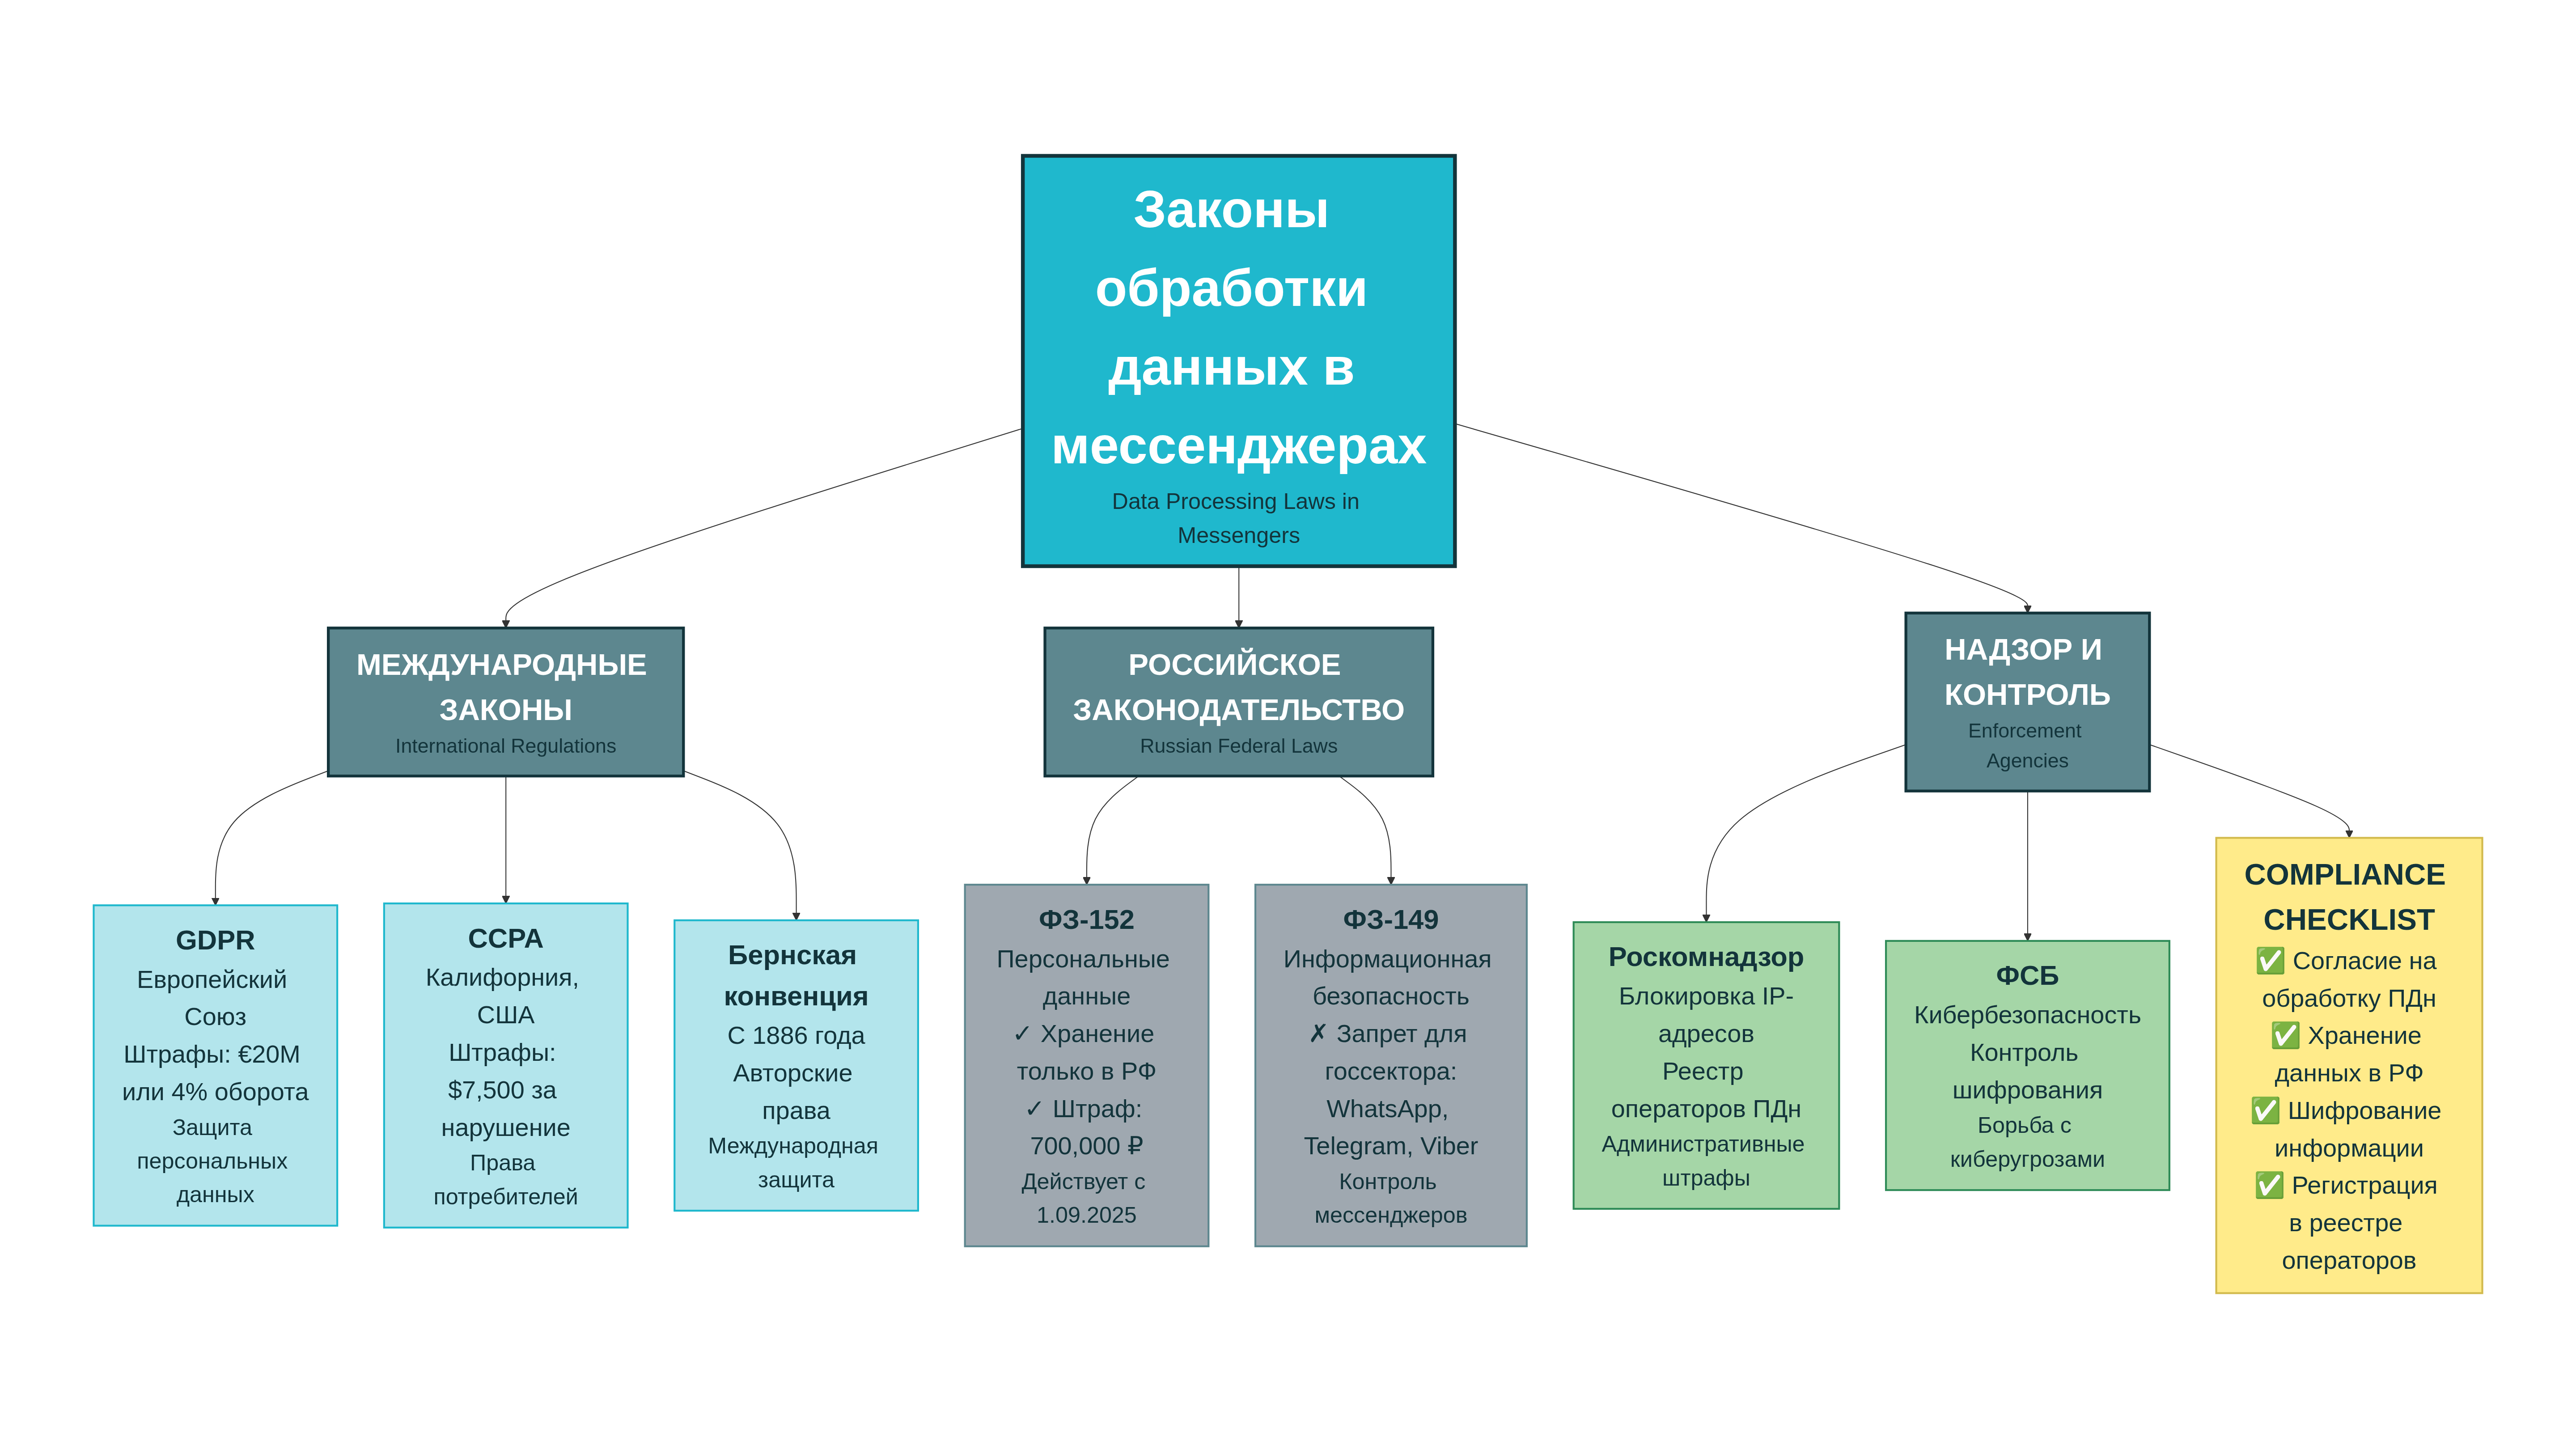 Законы
обработки
данных в
мессенджерах
Data Processing Laws in
Messengers
МЕЖДУНАРОДНЫЕ
ЗАКОНЫ
International Regulations
РОССИЙСКОЕ
ЗАКОНОДАТЕЛЬСТВО
Russian Federal Laws
НАДЗОР И
КОНТРОЛЬ
Enforcement
Agencies
GDPR
Европейский
Союз
Штрафы: €20M
или 4% оборота
Защита
персональных
данных
CCPA
Калифорния,
США
Штрафы:
$7,500 за
нарушение
Права
потребителей
Бернская
конвенция
С 1886 года
Авторские
права
Международная
защита
ФЗ-152
Персональные
данные
✓ Хранение
только в РФ
✓ Штраф:
700,000 ₽
Действует с
1.09.2025
ФЗ-149
Информационная
безопасность
✗ Запрет для
госсектора:
WhatsApp,
Telegram, Viber
Контроль
мессенджеров
Роскомнадзор
Блокировка IP-
адресов
Реестр
операторов ПДн
Административные
штрафы
ФСБ
Кибербезопасность
Контроль
шифрования
Борьба с
киберугрозами
COMPLIANCE
CHECKLIST
✅ Согласие на
обработку ПДн
✅ Хранение
данных в РФ
✅ Шифрование
информации
✅ Регистрация
в реестре
операторов